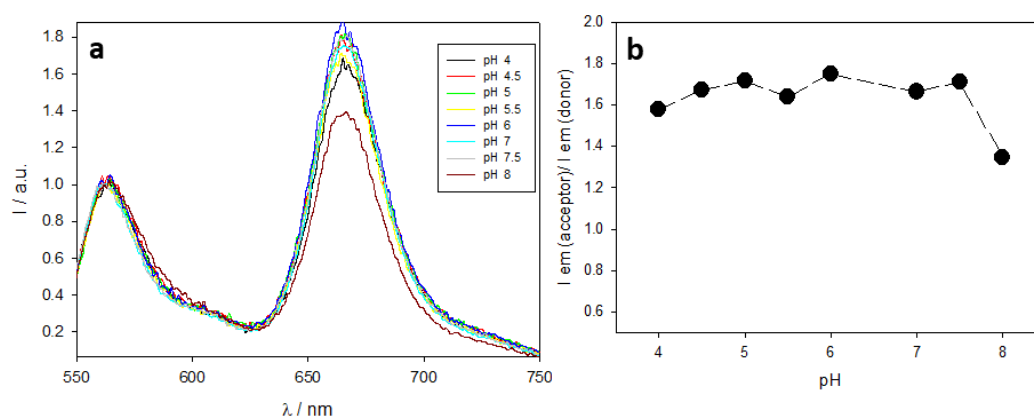 a
I / a.u.
1.8
1.6
1.4
1.2
1.0
0.8
0.6
0.4
0.2
550
600
650
700
750
λ / nm
pH 4
pH 4.5
pH 5
pH 5.5
pH 6
pH 7
pH 7.5
pH 8
b
I em (acceptor)/ I em (donor)
2.0
1.8
1.6
1.4
1.2
1.0
0.8
0.6
4
5
6
7
8
pH